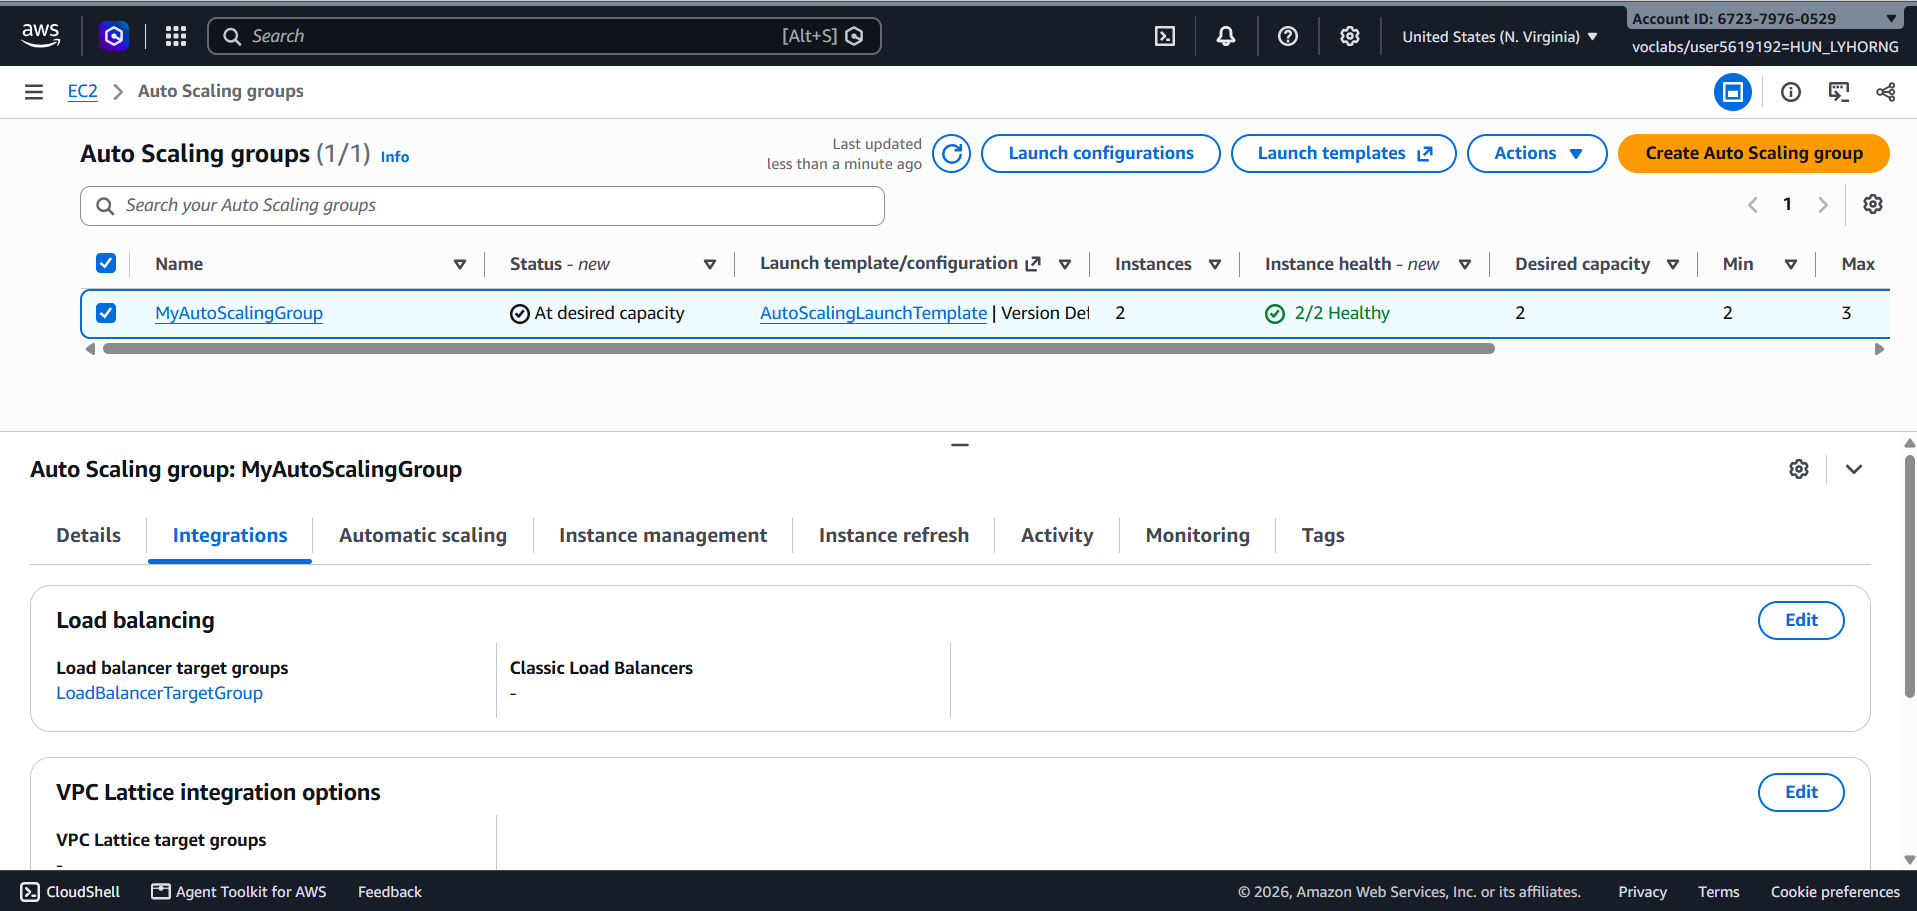 aws
Search [Alt+S]
United States (N. Virginia)
Account ID: 6723-7976-0529
voclabs/user5619192=HUN_LYHORNG
EC2 Auto Scaling groups
Auto Scaling groups (1/1) Info
Last updated
less than a minute ago
Launch configurations
Launch templates
Actions
Create Auto Scaling group
Search your Auto Scaling groups
1
Name Status - new Launch template/configuration Instances Instance health - new Desired capacity Min Max
MyAutoScalingGroup At desired capacity AutoScalingLaunchTemplate | Version Def 2 2/2 Healthy 2 2 3
Auto Scaling group: MyAutoScalingGroup
Details Integrations Automatic scaling Instance management Instance refresh Activity Monitoring Tags
Load balancing
Edit
Load balancer target groups
LoadBalancerTargetGroup
Classic Load Balancers
-
VPC Lattice integration options
Edit
VPC Lattice target groups
-
CloudShell Agent Toolkit for AWS Feedback © 2026, Amazon Web Services, Inc. or its affiliates. Privacy Terms Cookie preferences